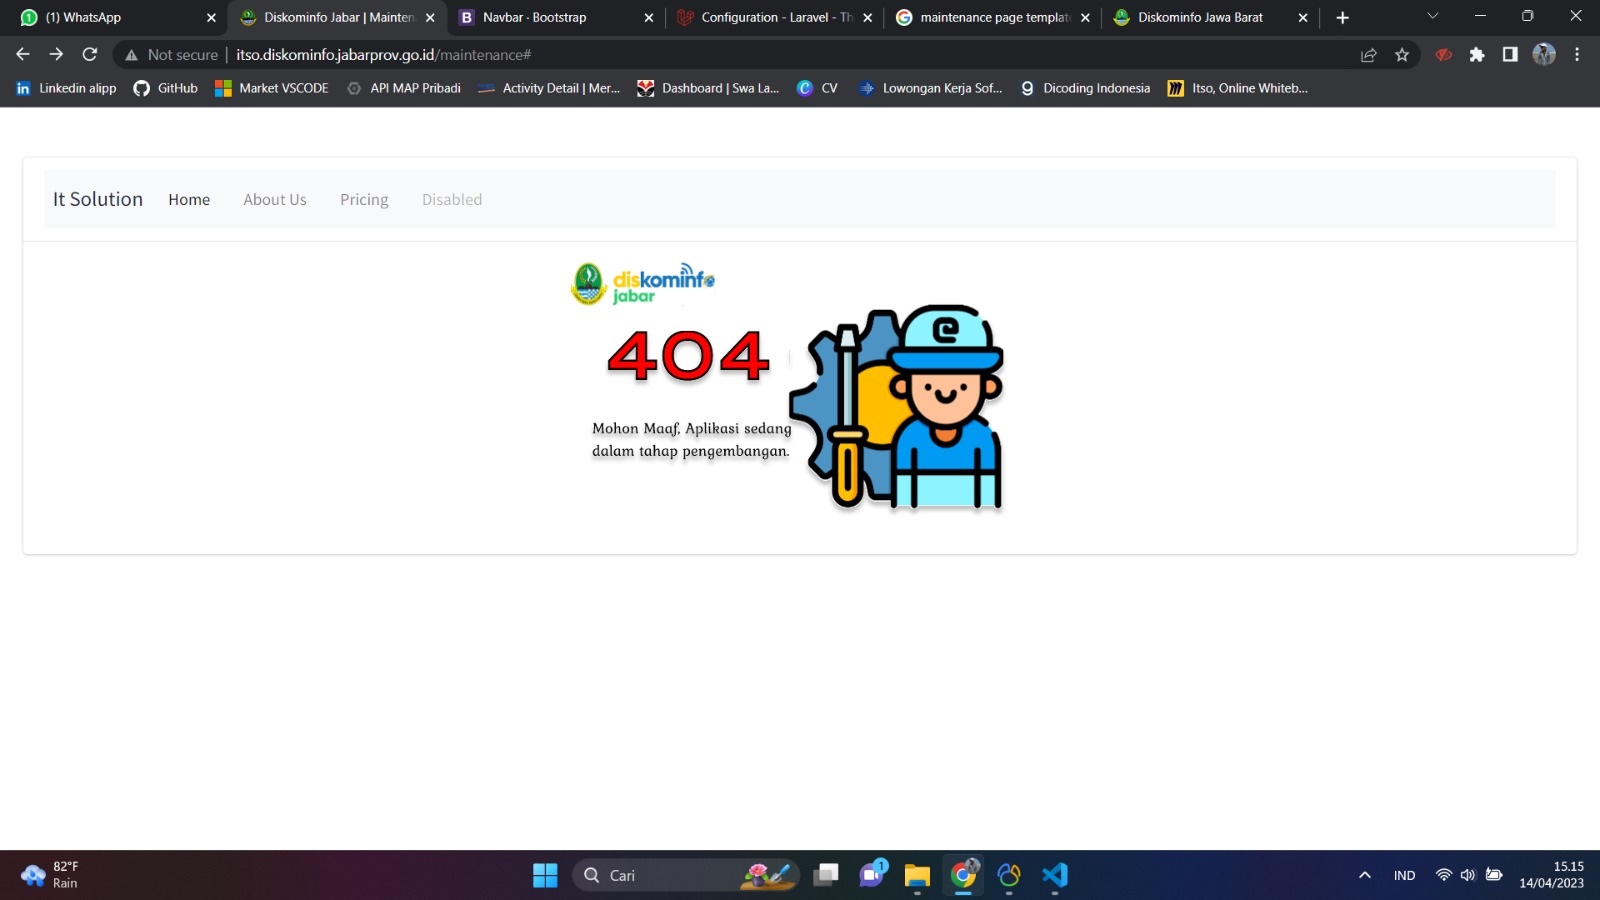 (1) WhatsApp
Diskominfo Jabar | Mainten
Navbar · Bootstrap
Configuration - Laravel - Th
maintenance page templat
Diskominfo Jawa Barat
Not secure
itso.diskominfo.jabarprov.go.id/maintenance#
Linkedin alipp
GitHub
Market VSCODE
API MAP Pribadi
Activity Detail | Mer...
Dashboard | Swa La...
CV
Lowongan Kerja Sof...
Dicoding Indonesia
Itso, Online Whiteb...
It Solution
Home
About Us
Pricing
Disabled
diskominfo
jabar
404
Mohon Maaf, Aplikasi sedang
dalam tahap pengembangan.
82°F
Rain
Cari
1
IND
15.15
14/04/2023